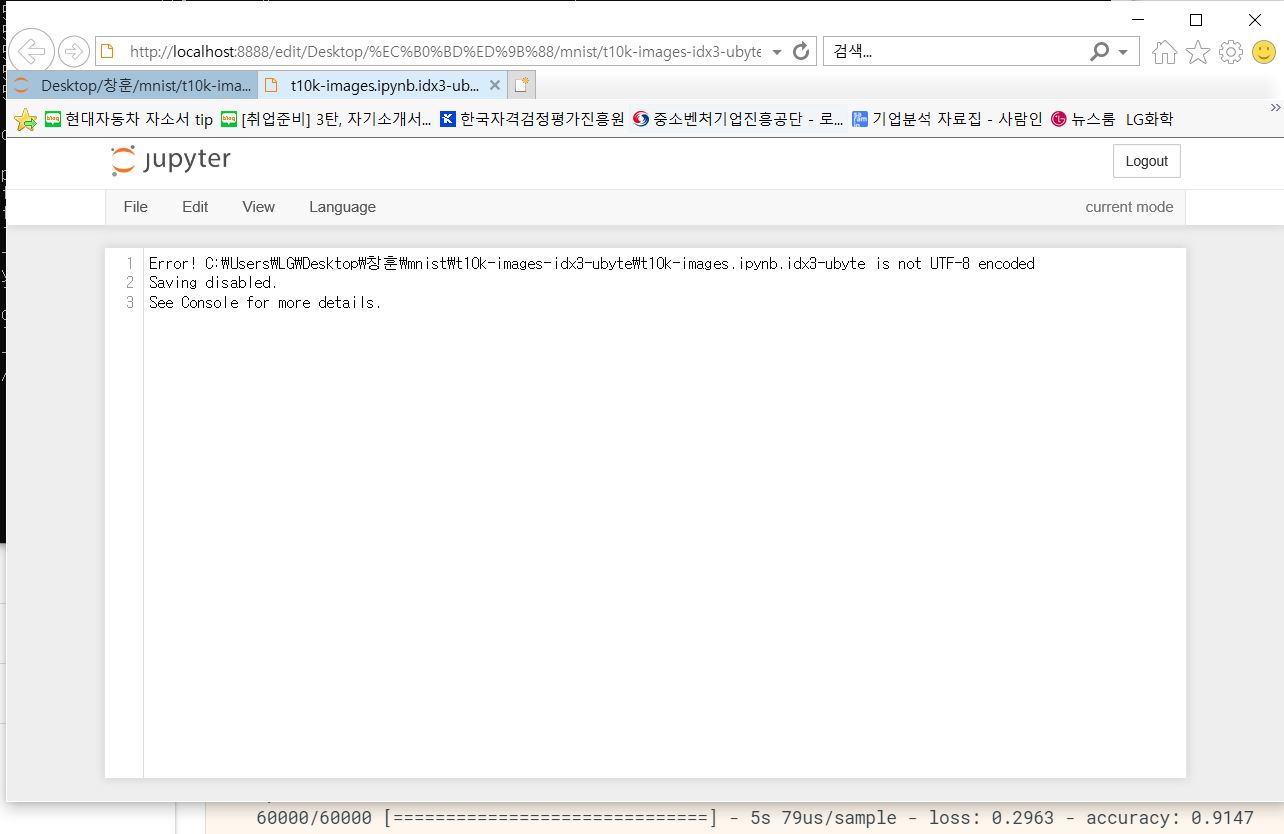 http://localhost:8888/edit/Desktop/%EC%B0%BD%ED%9B%88/mnist/t10k-images-idx3-ubyte
검색...
Desktop/창훈/mnist/t10k-ima...
t10k-images.ipynb.idx3-ub...
현대자동차 자소서 tip
[취업준비] 3탄, 자기소개서...
한국자격검정평가진흥원
중소벤처기업진흥공단 - 로...
기업분석 자료집 - 사람인
뉴스룸 LG화학
jupyter
Logout
File Edit View Language
current mode
1 Error! C:₩Users₩LG₩Desktop₩창훈₩mnist₩t10k-images-idx3-ubyte₩t10k-images.ipynb.idx3-ubyte is not UTF-8 encoded
2 Saving disabled.
3 See Console for more details.
60000/60000 [==============================] - 5s 79us/sample - loss: 0.2963 - accuracy: 0.9147